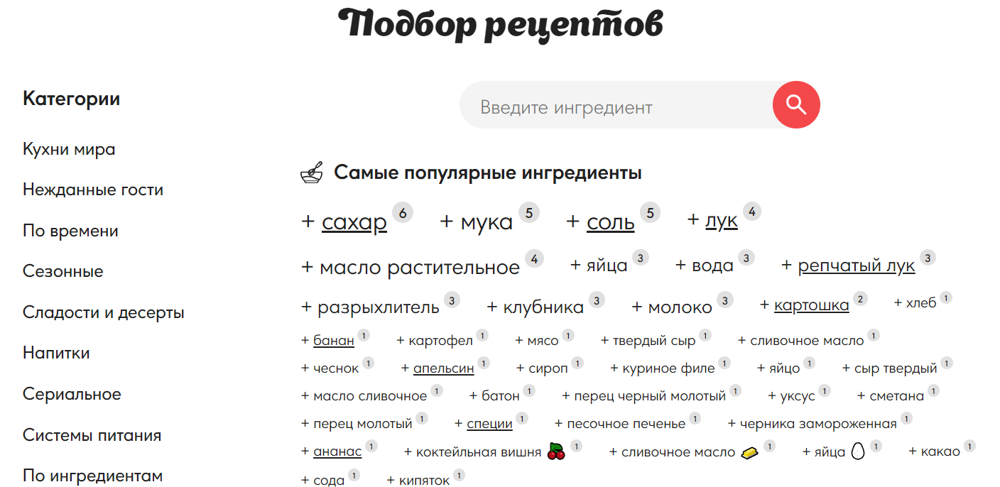 Подбор рецептов
Категории
Кухни мира
Нежданные гости
По времени
Сезонные
Сладости и десерты
Напитки
Сериальное
Системы питания
По ингредиентам
Введите ингредиент
Самые популярные ингредиенты
+ сахар 6 + мука 5 + соль 5 + лук 4
+ масло растительное 4 + яйца 3 + вода 3 + репчатый лук 3
+ разрыхлитель 3 + клубника 3 + молоко 3 + картошка 2 + хлеб 1
+ банан 1 + картофел 1 + мясо 1 + твердый сыр 1 + сливочное масло 1
+ чеснок 1 + апельсин 1 + сироп 1 + куриное филе 1 + яйцо 1 + сыр твердый 1
+ масло сливочное 1 + батон 1 + перец черный молотый 1 + уксус 1 + сметана 1
+ перец молотый 1 + специи 1 + песочное печенье 1 + черника замороженная 1
+ ананас 1 + коктейльная вишня 🍒 1 + сливочное масло 🧈 1 + яйца 🥚 1 + какао 1
+ сода 1 + кипяток 1